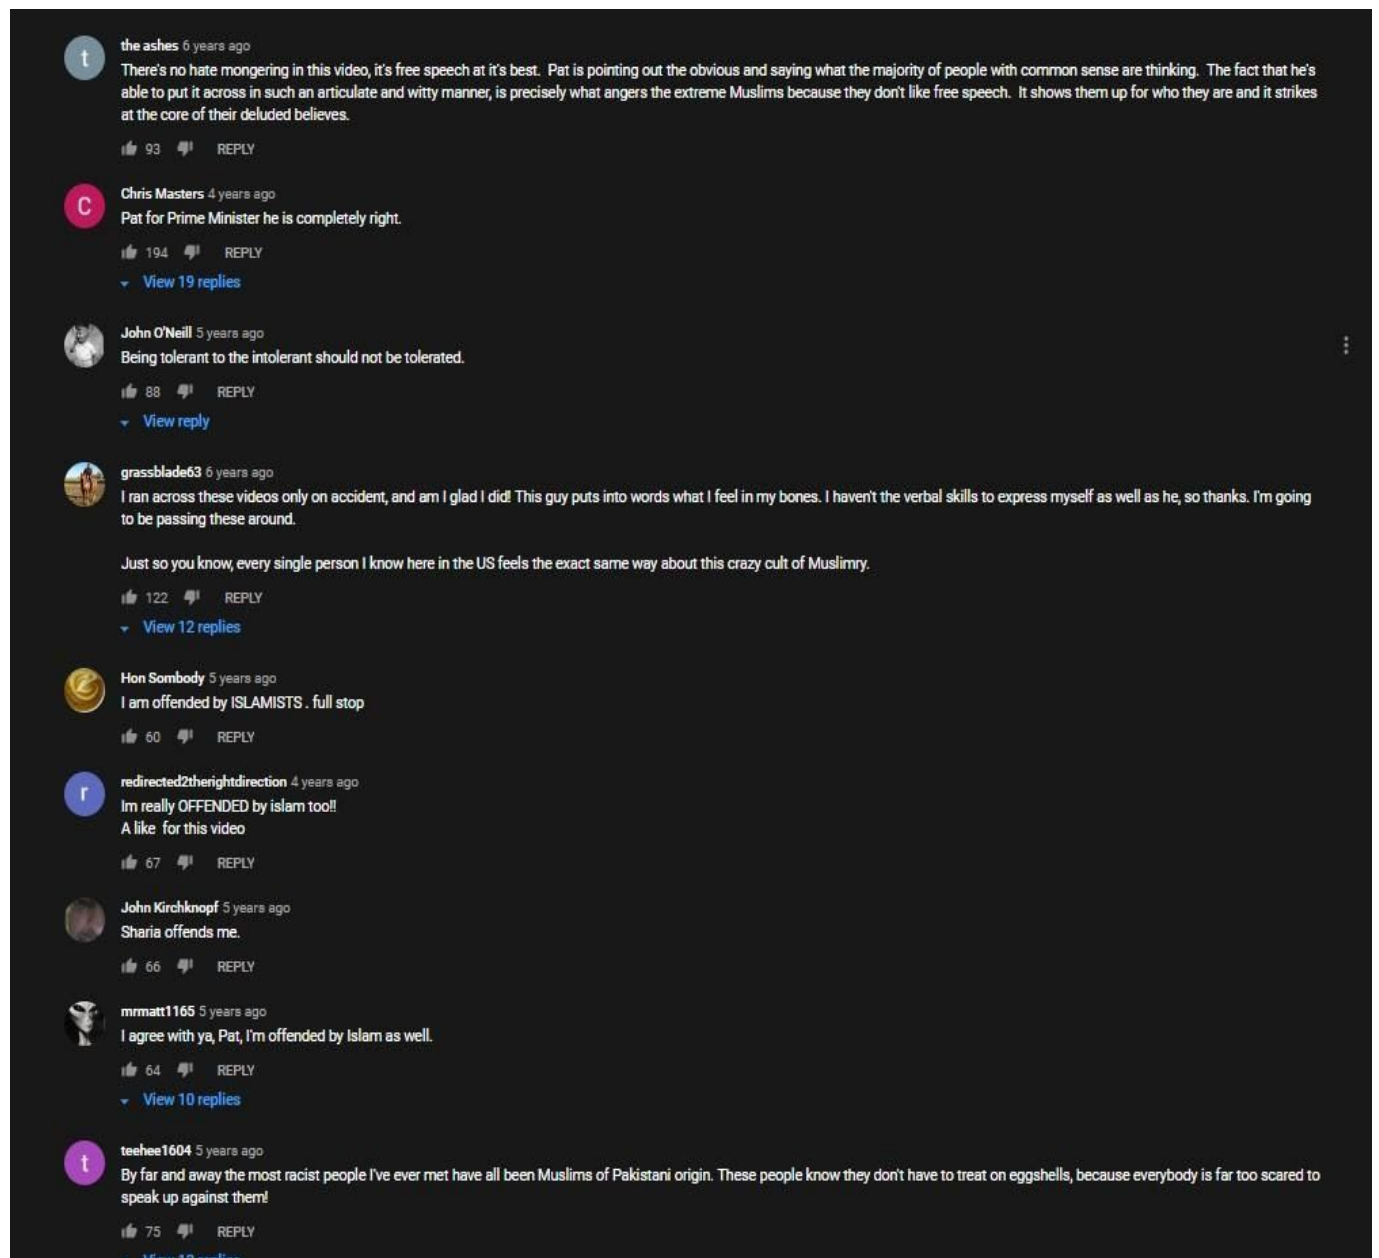 t
the ashes 6 years ago
There's no hate mongering in this video, it's free speech at it's best. Pat is pointing out the obvious and saying what the majority of people with common sense are thinking. The fact that he's
able to put it across in such an articulate and witty manner, is precisely what angers the extreme Muslims because they don't like free speech. It shows them up for who they are and it strikes
at the core of their deluded believes.
93 REPLY
C
Chris Masters 4 years ago
Pat for Prime Minister he is completely right.
194 REPLY
View 19 replies
John O'Neill 5 years ago
Being tolerant to the intolerant should not be tolerated.
88 REPLY
View reply
grassblade63 6 years ago
I ran across these videos only on accident, and am I glad I did! This guy puts into words what I feel in my bones. I haven't the verbal skills to express myself as well as he, so thanks. I'm going
to be passing these around.
Just so you know, every single person I know here in the US feels the exact same way about this crazy cult of Muslimry.
122 REPLY
View 12 replies
Hon Sombody 5 years ago
I am offended by ISLAMISTS . full stop
60 REPLY
r
redirected2therightdirection 4 years ago
Im really OFFENDED by islam too!!
A like for this video
67 REPLY
John Kirchknopf 5 years ago
Sharia offends me.
66 REPLY
mrmatt1165 5 years ago
I agree with ya, Pat, I'm offended by Islam as well.
64 REPLY
View 10 replies
t
teehee1604 5 years ago
By far and away the most racist people I've ever met have all been Muslims of Pakistani origin. These people know they don't have to treat on eggshells, because everybody is far too scared to
speak up against them!
75 REPLY